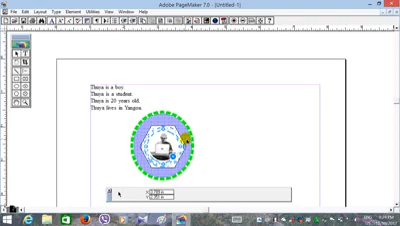 Adobe PageMaker 7.0 - [Untitled-1]
File Edit Layout Type Element Utilities View Window Help
Thaya is a boy.
Thaya is a student.
Thaya is 20 years old.
Thaya lives in Yangon.